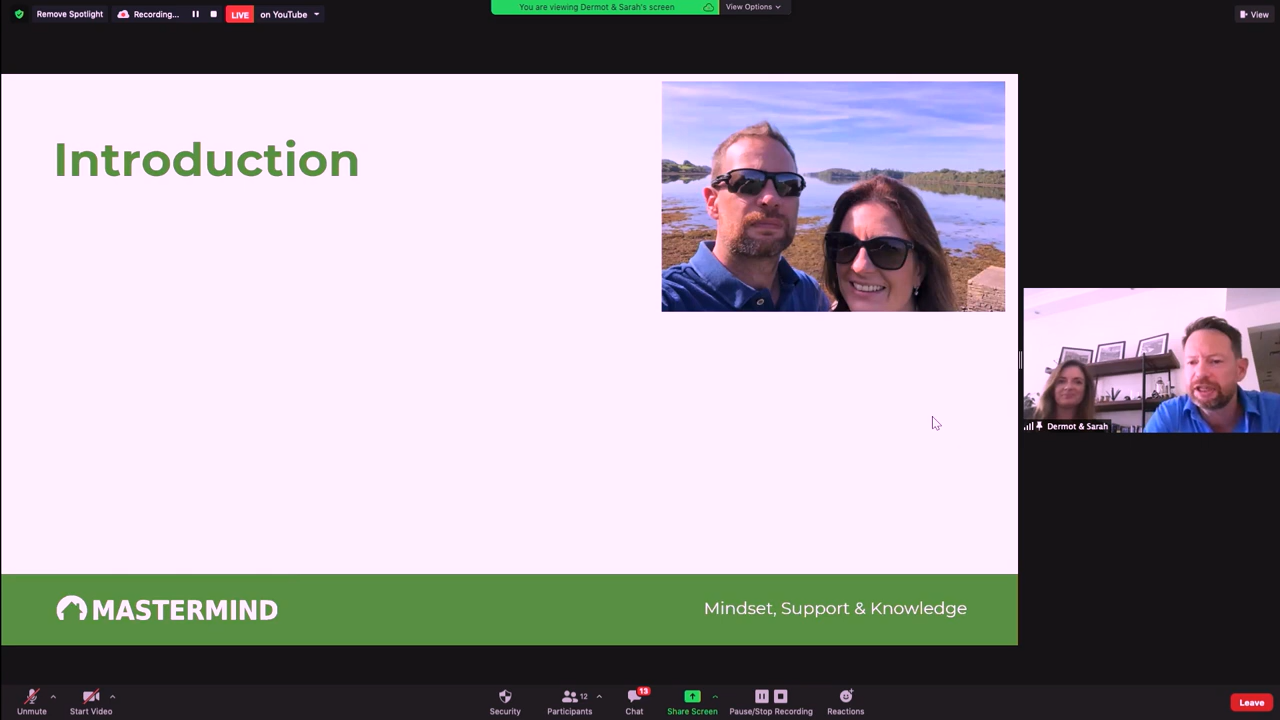 Remove Spotlight
Recording...
LIVE
on YouTube
You are viewing Dermot & Sarah's screen
View Options
View
Introduction
Dermot & Sarah
MASTERMIND
Mindset, Support & Knowledge
Unmute
Start Video
Security
12
Participants
13
Chat
Share Screen
Pause/Stop Recording
Reactions
Leave